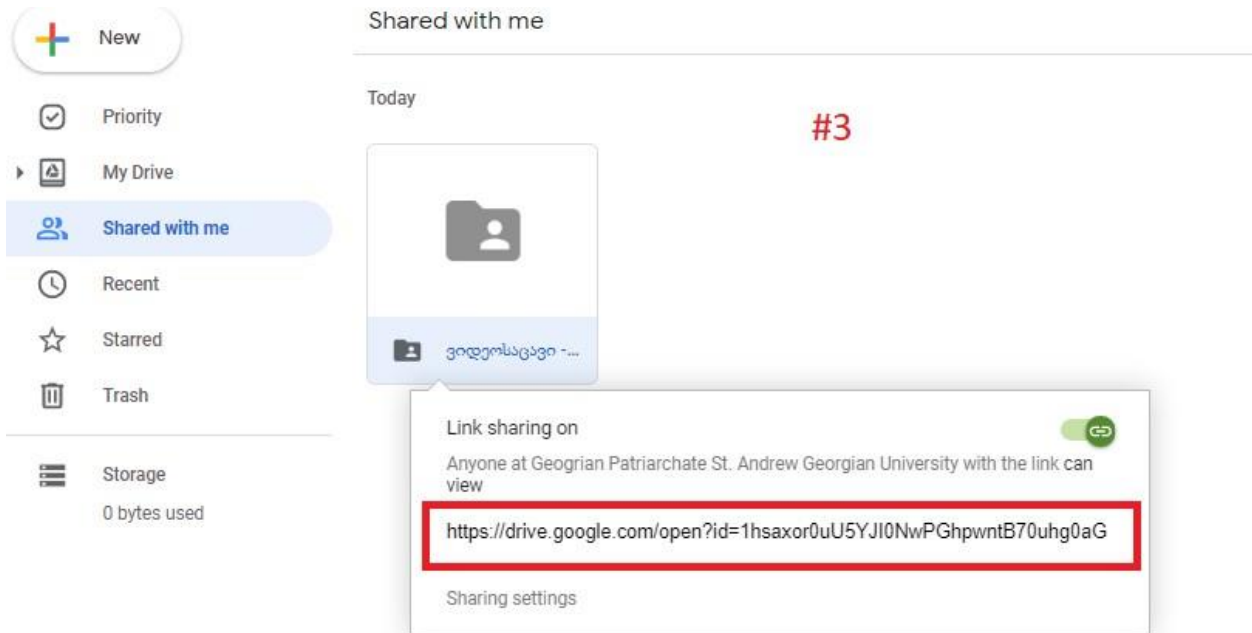 New
Priority
My Drive
Shared with me
Recent
Starred
Trash
Storage
0 bytes used
Shared with me
Today
#3
ვიდეოსაცავი -...
Link sharing on
Anyone at Geogrian Patriarchate St. Andrew Georgian University with the link can
view
https://drive.google.com/open?id=1hsaxor0uU5YJI0NwPGhpwntB70uhg0aG
Sharing settings